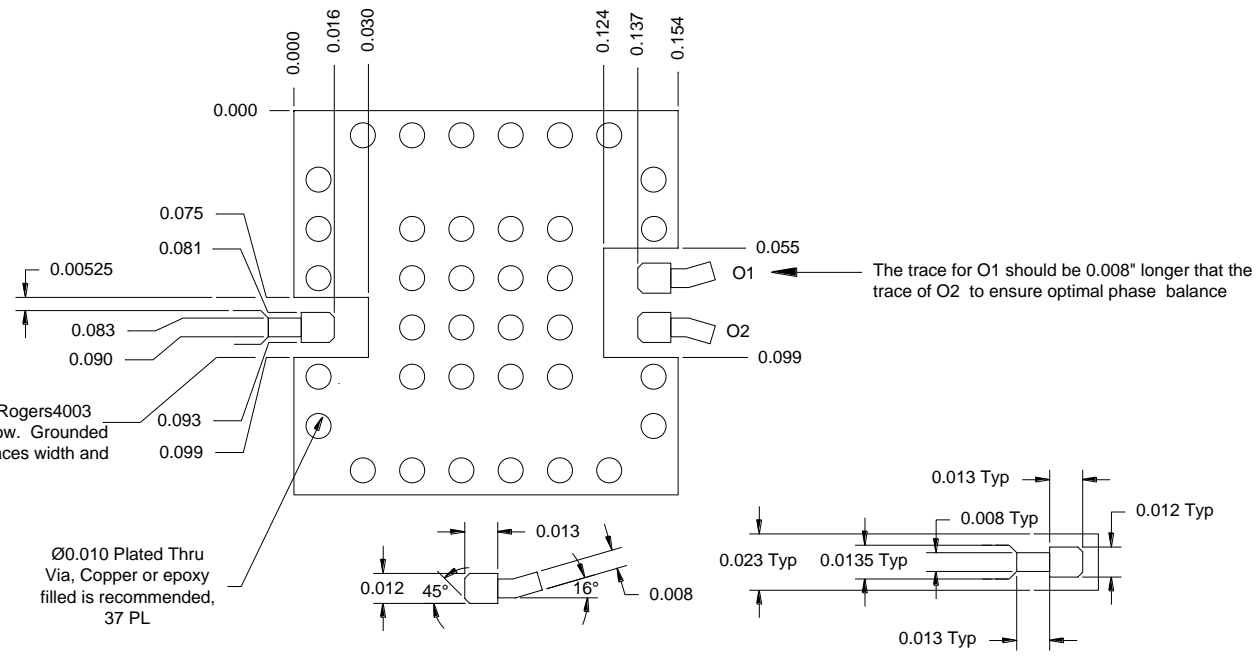 0.000
0.016
0.030
0.124
0.137
0.154
0.000
0.075
0.081
0.00525
0.083
0.090
0.093
0.099
0.055
O1
The trace for O1 should be 0.008" longer that the
trace of O2 to ensure optimal phase balance
O2
0.099
Rogers4003
ow. Grounded
aces width and
Ø0.010 Plated Thru
Via, Copper or epoxy
filled is recommended,
37 PL
0.013
0.012
45°
16°
0.008
0.013 Typ
0.008 Typ
0.012 Typ
0.023 Typ
0.0135 Typ
0.013 Typ